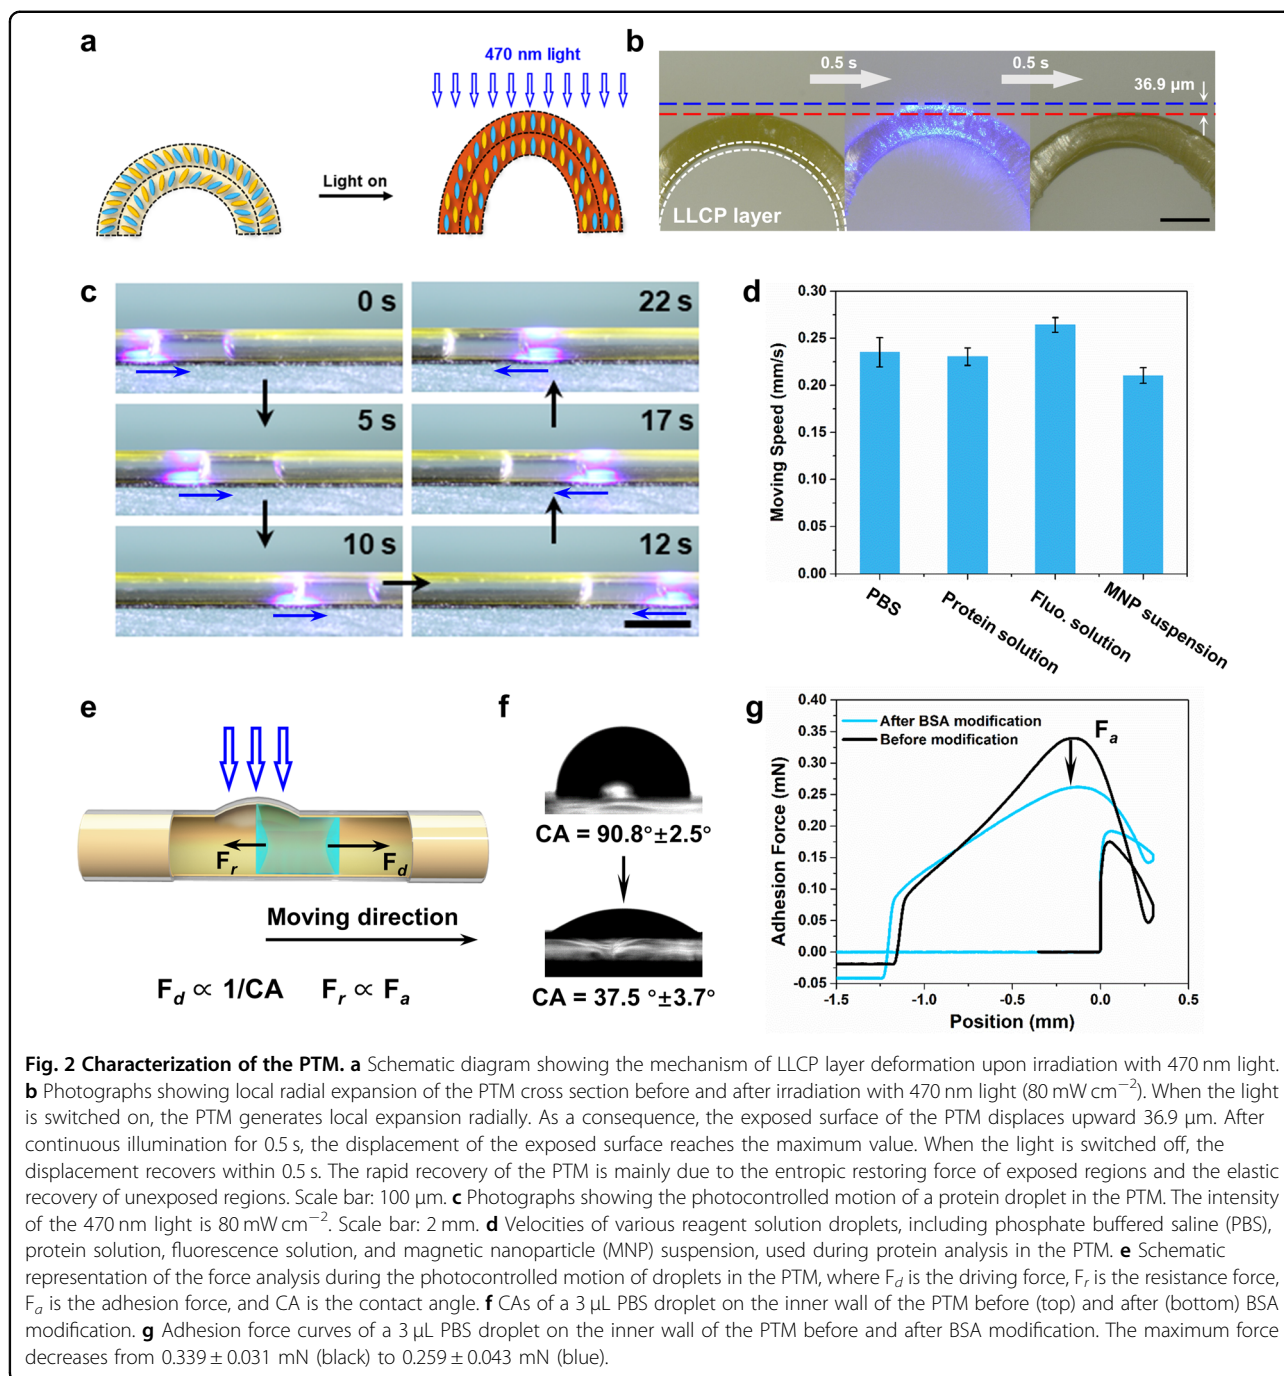 a
470 nm light
Light on
b
0.5 s
0.5 s
36.9 µm
LLCP layer
c
0 s
22 s
5 s
17 s
10 s
12 s
d
0.30
0.25
0.20
0.15
0.10
0.05
0.00
Moving Speed (mm/s)
PBS
Protein solution
Fluo. solution
MNP suspension
e
F_r
F_d
Moving direction
F_d ∝ 1/CA F_r ∝ F_a
f
CA = 90.8°±2.5°
CA = 37.5 °±3.7°
g
0.40
0.35
0.30
0.25
0.20
0.15
0.10
0.05
0.00
-0.05
Adhesion Force (mN)
After BSA modification
Before modification
F_a
-1.5 -1.0 -0.5 0.0 0.5
Position (mm)
Fig. 2 Characterization of the PTM. a Schematic diagram showing the mechanism of LLCP layer deformation upon irradiation with 470 nm light.
b Photographs showing local radial expansion of the PTM cross section before and after irradiation with 470 nm light (80 mW cm⁻²). When the light
is switched on, the PTM generates local expansion radially. As a consequence, the exposed surface of the PTM displaces upward 36.9 µm. After
continuous illumination for 0.5 s, the displacement of the exposed surface reaches the maximum value. When the light is switched off, the
displacement recovers within 0.5 s. The rapid recovery of the PTM is mainly due to the entropic restoring force of exposed regions and the elastic
recovery of unexposed regions. Scale bar: 100 µm. c Photographs showing the photocontrolled motion of a protein droplet in the PTM. The intensity
of the 470 nm light is 80 mW cm⁻². Scale bar: 2 mm. d Velocities of various reagent solution droplets, including phosphate buffered saline (PBS),
protein solution, fluorescence solution, and magnetic nanoparticle (MNP) suspension, used during protein analysis in the PTM. e Schematic
representation of the force analysis during the photocontrolled motion of droplets in the PTM, where F_d is the driving force, F_r is the resistance force,
F_a is the adhesion force, and CA is the contact angle. f CAs of a 3 µL PBS droplet on the inner wall of the PTM before (top) and after (bottom) BSA
modification. g Adhesion force curves of a 3 µL PBS droplet on the inner wall of the PTM before and after BSA modification. The maximum force
decreases from 0.339 ± 0.031 mN (black) to 0.259 ± 0.043 mN (blue).